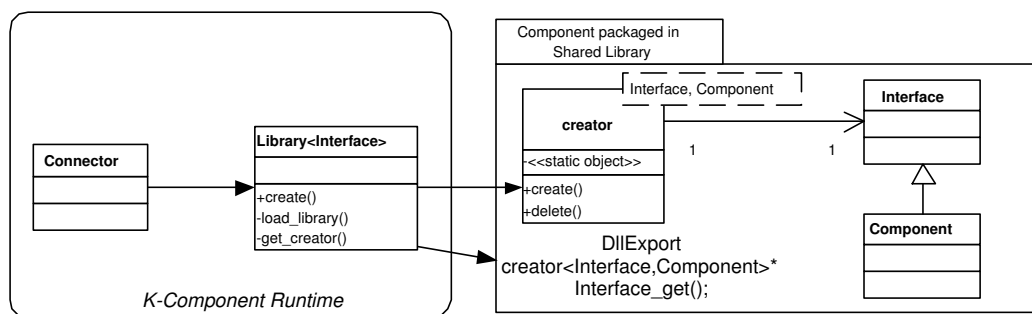 Component packaged in
Shared Library
Interface, Component
Interface
creator
Library<Interface>
Connector
1
1
-<<static object>>
+create()
+delete()
+create()
-load_library()
-get_creator()
Component
DllExport
creator<Interface,Component>*
Interface_get();
K-Component Runtime